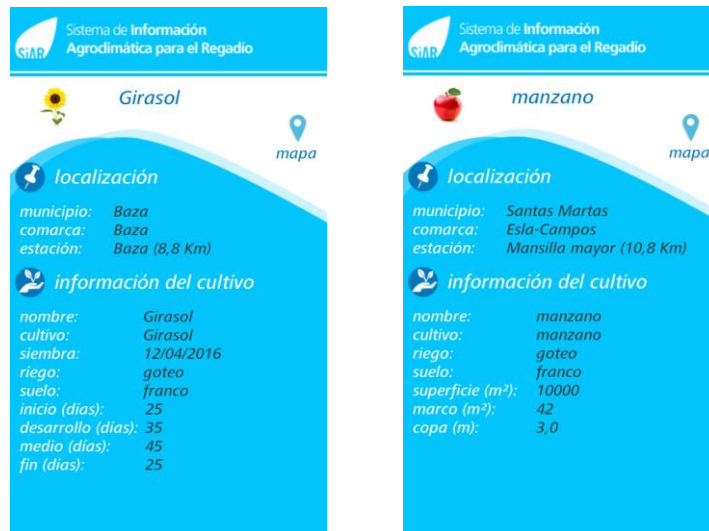 SiAR
Sistema de Información
Agroclimática para el Regadío
Girasol
mapa
localización
municipio: Baza
comarca: Baza
estación: Baza (8,8 Km)
información del cultivo
nombre: Girasol
cultivo: Girasol
siembra: 12/04/2016
riego: goteo
suelo: franco
inicio (días): 25
desarrollo (días): 35
medio (días): 45
fin (días): 25
SiAR
Sistema de Información
Agroclimática para el Regadío
manzano
mapa
localización
municipio: Santas Martas
comarca: Esla-Campos
estación: Mansilla mayor (10,8 Km)
información del cultivo
nombre: manzano
cultivo: manzano
riego: goteo
suelo: franco
superficie (m²): 10000
marco (m²): 42
copa (m): 3,0